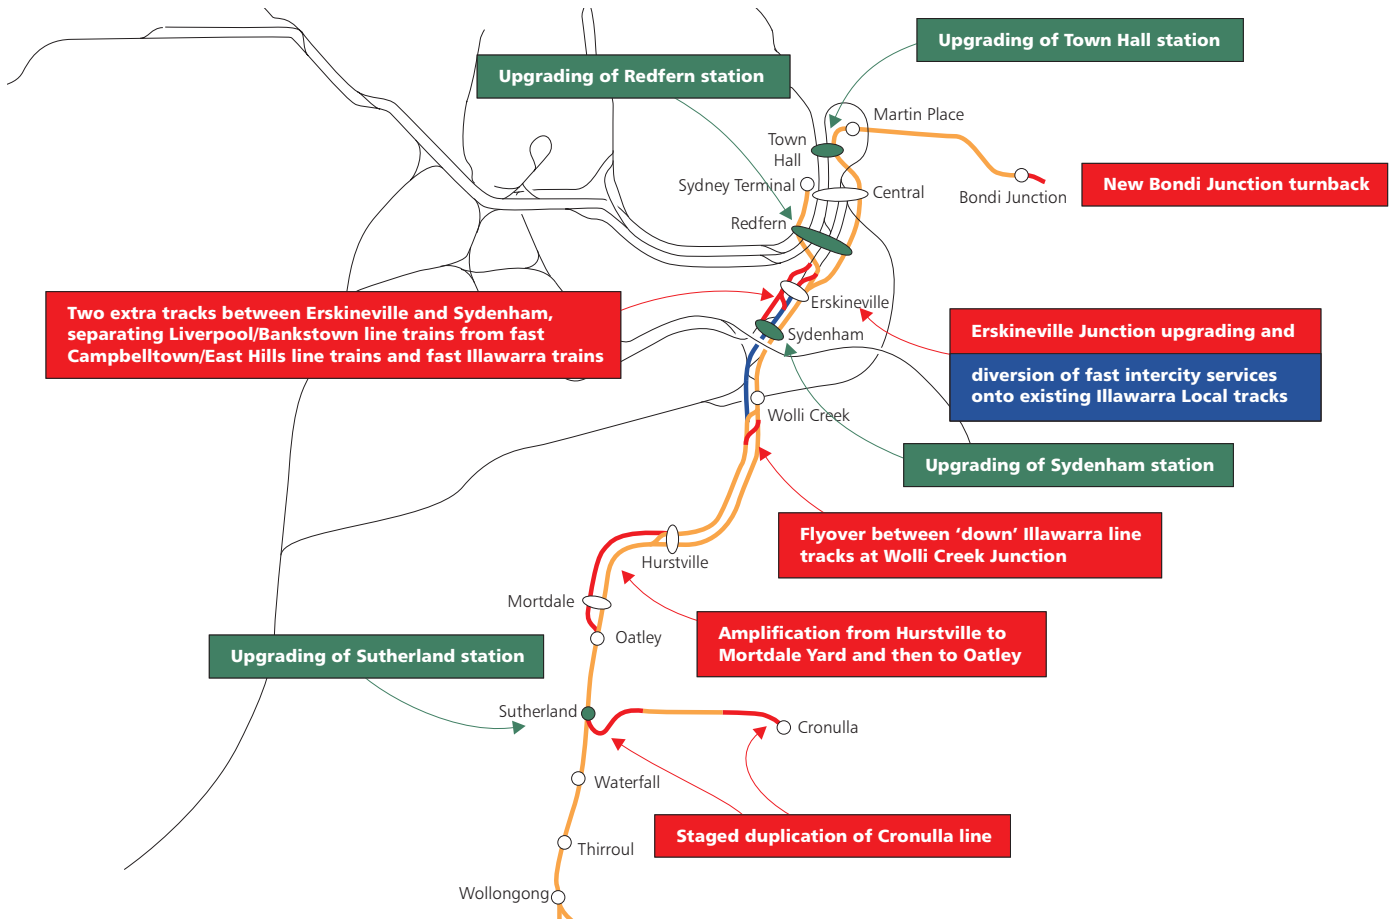 Upgrading of Town Hall station
Upgrading of Redfern station
Martin Place
Town
Hall
Sydney Terminal
Central
Bondi Junction
New Bondi Junction turnback
Redfern
Two extra tracks between Erskineville and Sydenham,
separating Liverpool/Bankstown line trains from fast
Campbelltown/East Hills line trains and fast Illawarra trains
Erskineville
Sydenham
Erskineville Junction upgrading and
diversion of fast intercity services
onto existing Illawarra Local tracks
Wolli Creek
Upgrading of Sydenham station
Flyover between ‘down’ Illawarra line
tracks at Wolli Creek Junction
Hurstville
Mortdale
Oatley
Amplification from Hurstville to
Mortdale Yard and then to Oatley
Upgrading of Sutherland station
Sutherland
Cronulla
Waterfall
Staged duplication of Cronulla line
Thirroul
Wollongong